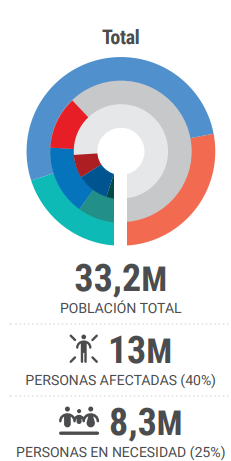 Total
33,2M
POBLACIÓN TOTAL
13M
PERSONAS AFECTADAS (40%)
8,3M
PERSONAS EN NECESIDAD (25%)